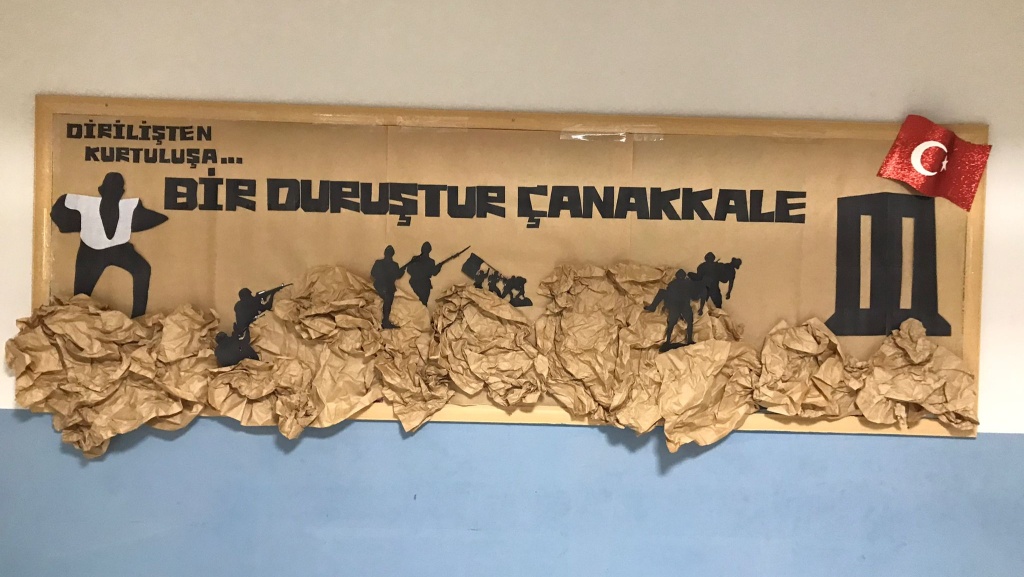 DİRİLİŞTEN
KURTULUŞA...
BİR DURUŞTUR ÇANAKKALE